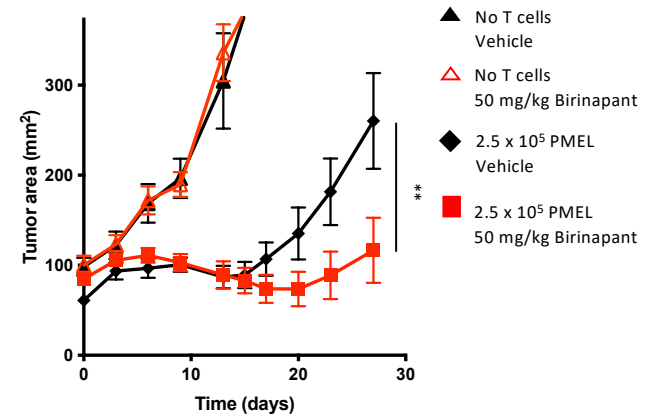 Tumor area (mm²)
300
200
100
0
0
10
20
30
Time (days)
**
No T cells
Vehicle
No T cells
50 mg/kg Birinapant
2.5 x 10⁵ PMEL
Vehicle
2.5 x 10⁵ PMEL
50 mg/kg Birinapant